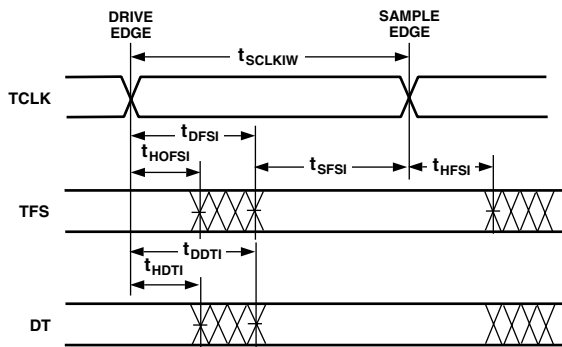 DRIVE
EDGE
SAMPLE
EDGE
tSCLKIW
TCLK
tDFSI
tHOFSI
tSFSI
tHFSI
TFS
tDDTI
tHDTI
DT